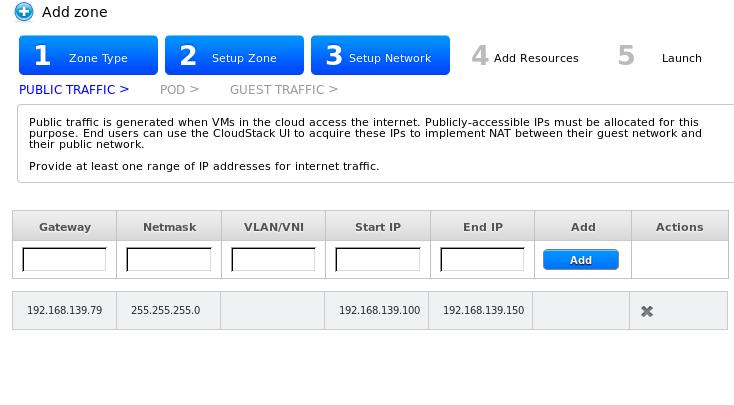 Add zone
1 Zone Type 2 Setup Zone 3 Setup Network 4 Add Resources 5 Launch
PUBLIC TRAFFIC > POD > GUEST TRAFFIC >
Public traffic is generated when VMs in the cloud access the internet. Publicly-accessible IPs must be allocated for this
purpose. End users can use the CloudStack UI to acquire these IPs to implement NAT between their guest network and
their public network.
Provide at least one range of IP addresses for internet traffic.
Gateway Netmask VLAN/VNI Start IP End IP Add Actions
Add
192.168.139.79 255.255.255.0 192.168.139.100 192.168.139.150